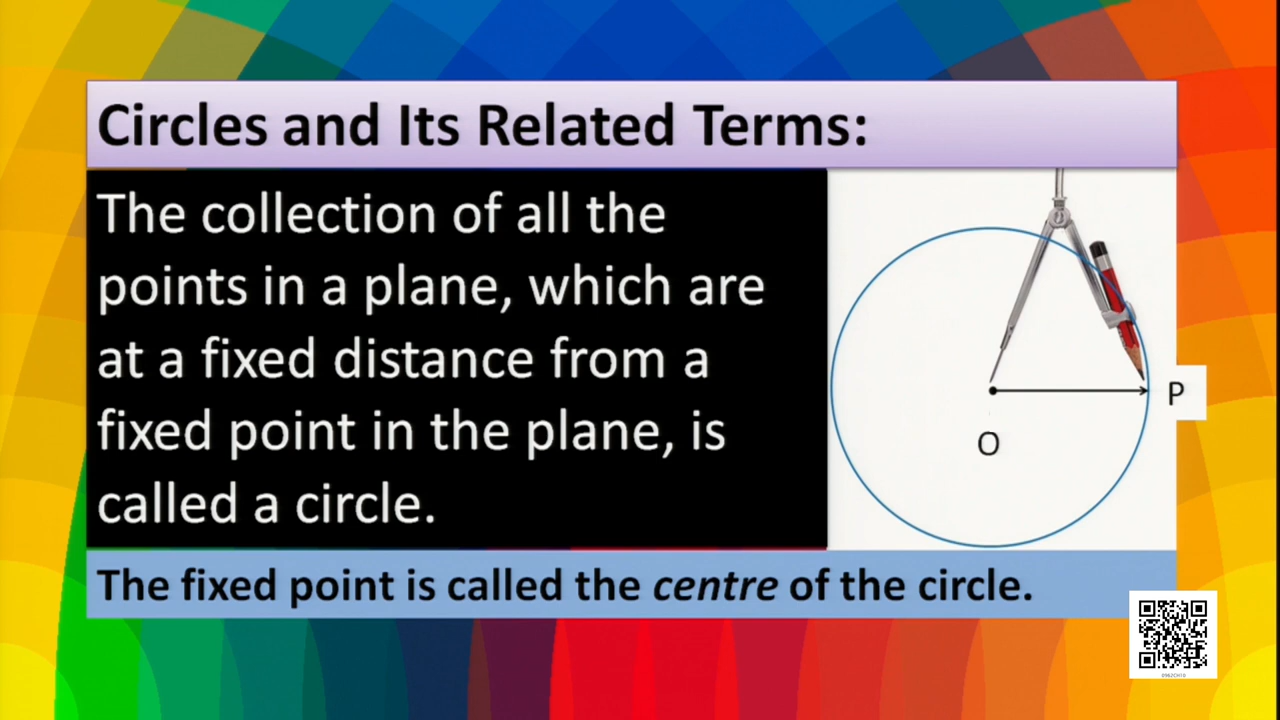 Circles and Its Related Terms:
The collection of all the
points in a plane, which are
at a fixed distance from a
fixed point in the plane, is
called a circle.
P
O
The fixed point is called the centre of the circle.